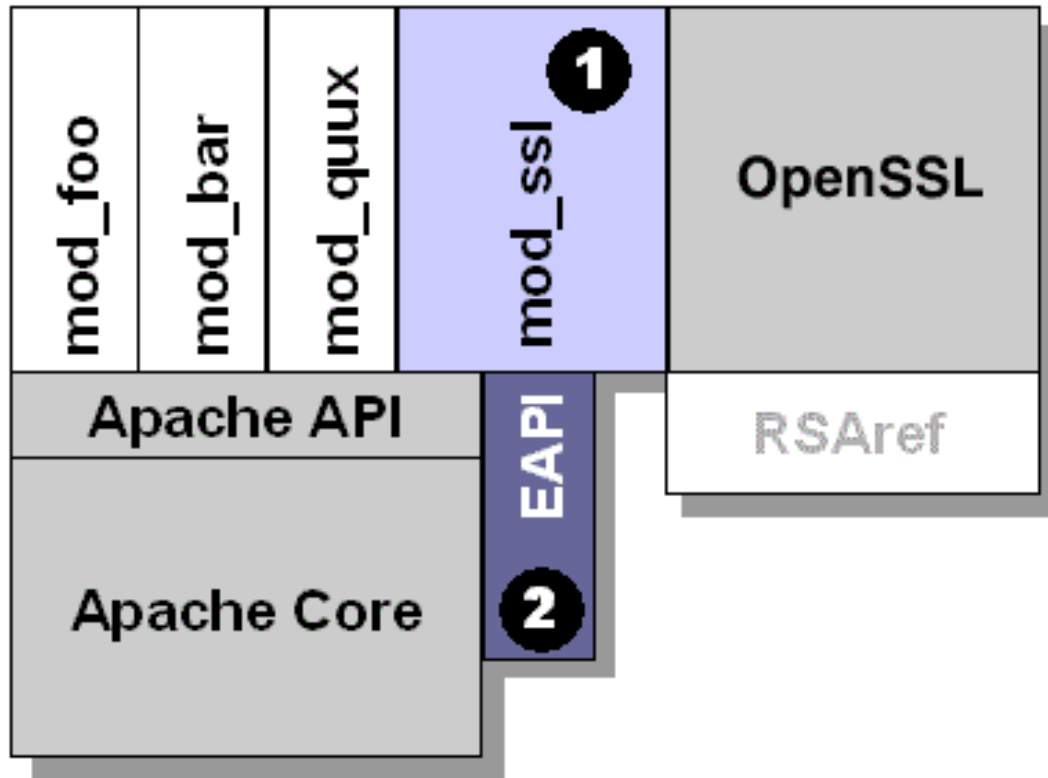 mod_foo
mod_bar
mod_quux
mod_ssl
1
OpenSSL
Apache API
EAPI
RSAref
Apache Core
2